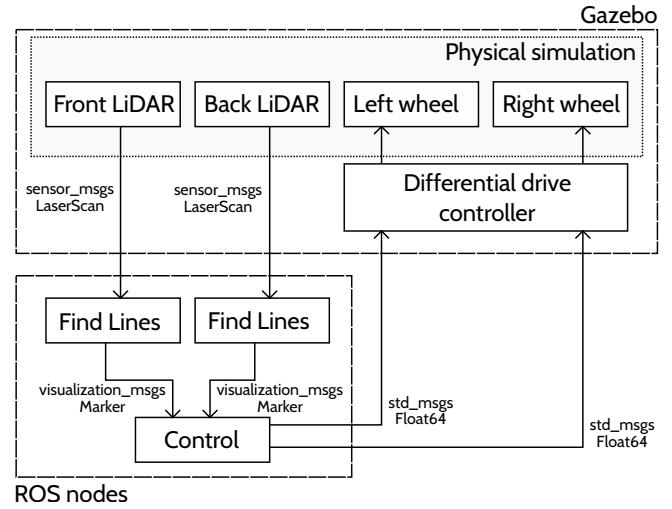 Gazebo
Physical simulation
Front LiDAR
Back LiDAR
Left wheel
Right wheel
sensor_msgs
LaserScan
sensor_msgs
LaserScan
Differential drive
controller
Find Lines
Find Lines
visualization_msgs
Marker
visualization_msgs
Marker
std_msgs
Float64
std_msgs
Float64
Control
ROS nodes